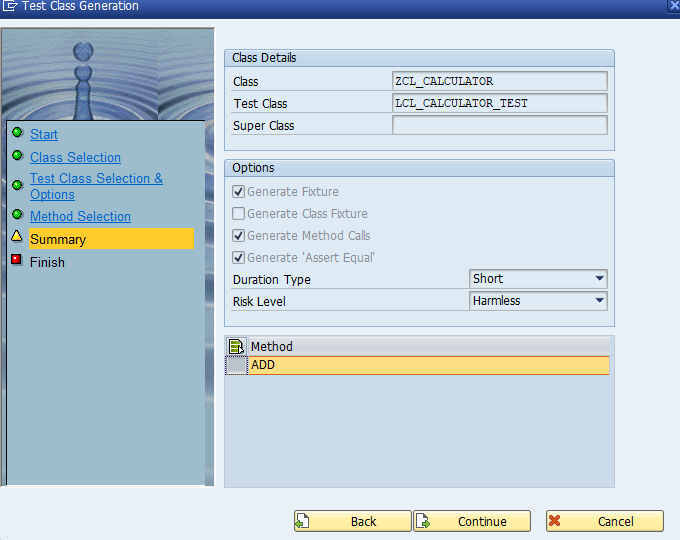 Test Class Generation
Start
Class Selection
Test Class Selection &
Options
Method Selection
Summary
Finish
Class Details
Class ZCL_CALCULATOR
Test Class LCL_CALCULATOR_TEST
Super Class
Options
Generate Fixture
Generate Class Fixture
Generate Method Calls
Generate 'Assert Equal'
Duration Type Short
Risk Level Harmless
Method
ADD
Back Continue Cancel